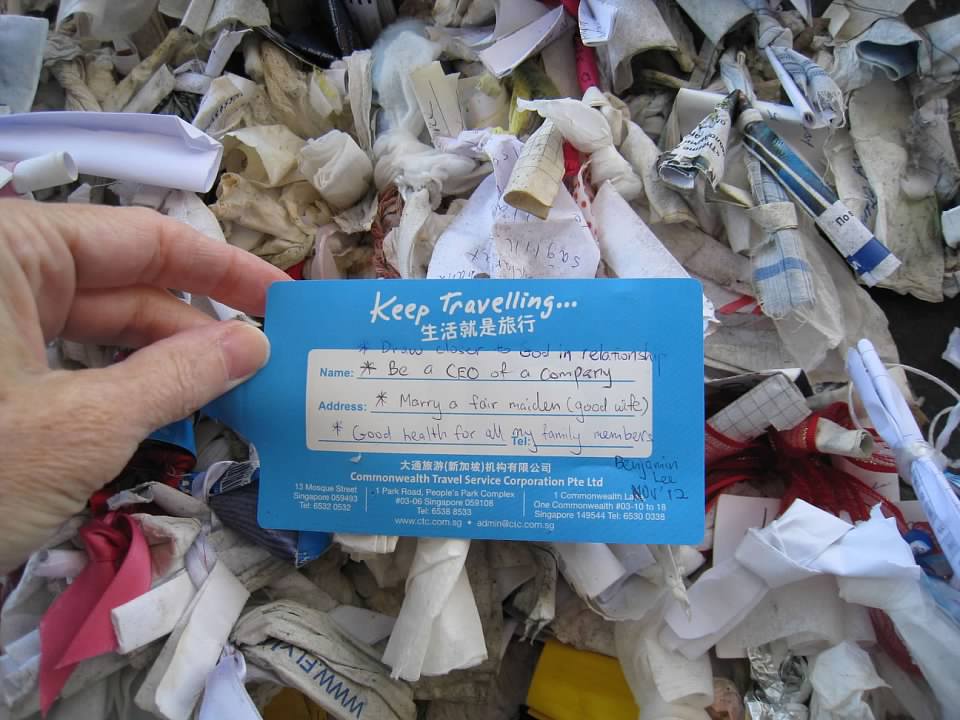 Keep Travelling...
生活就是旅行
* Draw closer to God in relationship
Name: * Be a CEO of a company
Address: * Marry a fair maiden (good wife)
* Good health for all my family members
Tel:
Benjamin
Lee
NOV '12
大通旅游(新加坡)机构有限公司
Commonwealth Travel Service Corporation Pte Ltd
13 Mosque Street
Singapore 059493
Tel: 6532 0532
1 Park Road, People's Park Complex
#03-06 Singapore 059108
Tel: 6538 8533
1 Commonwealth
One Commonwealth #03-10 to 18
Singapore 149544 Tel: 6530 0338
www.ctc.com.sg • admin@ctc.com.sg